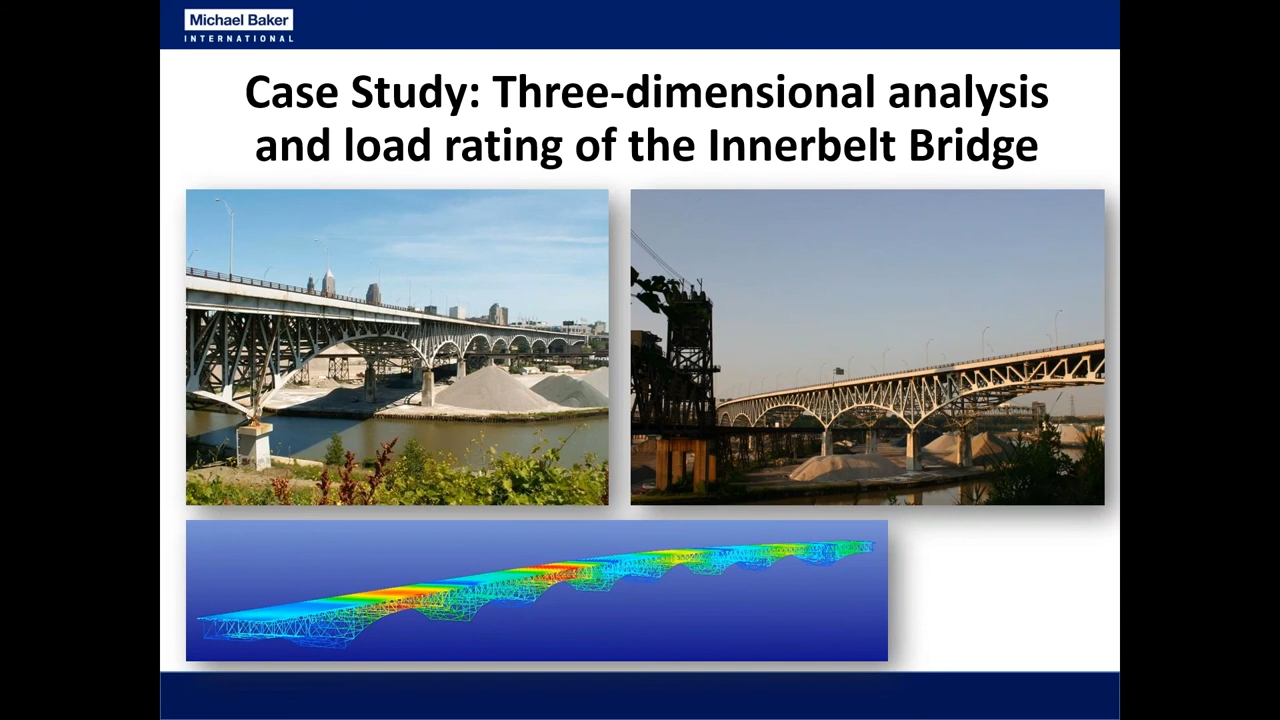 Michael Baker
INTERNATIONAL
Case Study: Three-dimensional analysis
and load rating of the Innerbelt Bridge